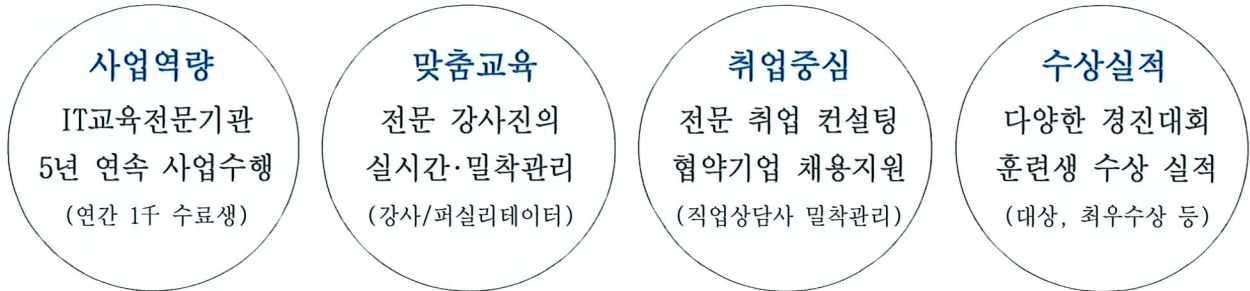 사업역량
IT교육전문기관
5년 연속 사업수행
(연간 1千 수료생)
맞춤교육
전문 강사진의
실시간·밀착관리
(강사/퍼실리테이터)
취업중심
전문 취업 컨설팅
협약기업 채용지원
(직업상담사 밀착관리)
수상실적
다양한 경진대회
훈련생 수상 실적
(대상, 최우수상 등)